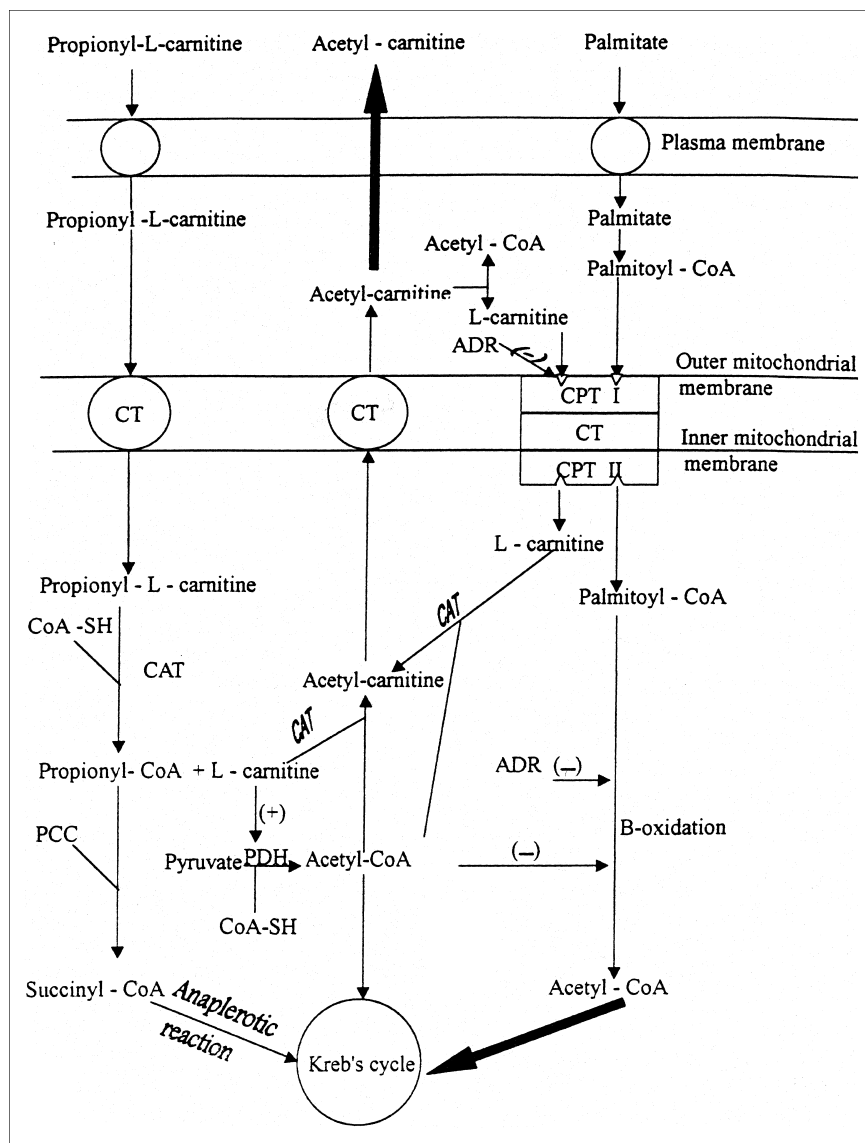 Propionyl-L-carnitine
Acetyl - carnitine
Palmitate
Plasma membrane
Propionyl -L-carnitine
Palmitate
Acetyl - CoA
Palmitoyl - CoA
Acetyl-carnitine
L-carnitine
ADR (-)
Outer mitochondrial
membrane
CPT I
CT
CT
CT
Inner mitochondrial
membrane
CPT II
L - carnitine
Propionyl - L - carnitine
Palmitoyl - CoA
CAT
CoA -SH
CAT
Acetyl-carnitine
CAT
Propionyl- CoA + L - carnitine
ADR (-)
(+)
B-oxidation
PCC
Pyruvate PDH Acetyl-CoA
(-)
CoA-SH
Succinyl - CoA
Anaplerotic
reaction
Acetyl - CoA
Kreb's cycle